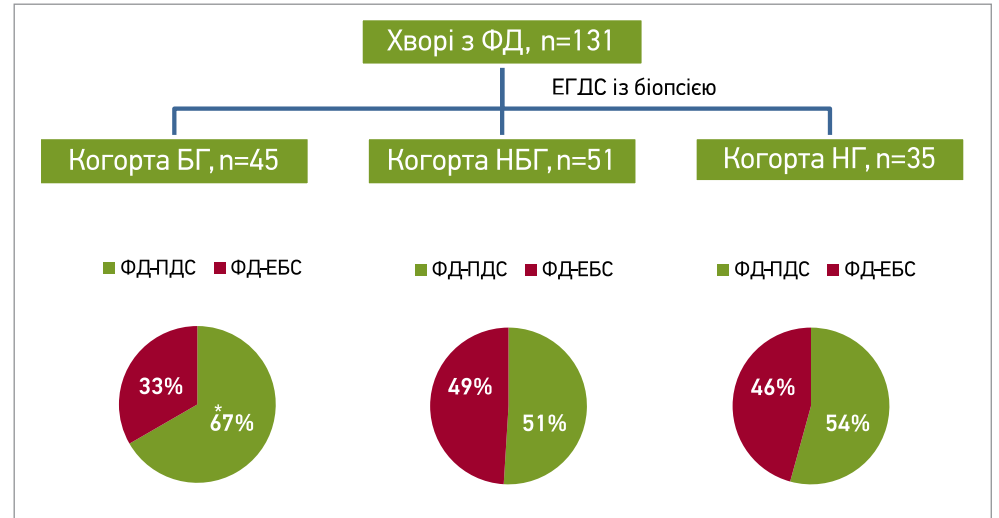 Хворі з ФД, n=131
ЕГДС із біопсією
Когорта БГ, n=45
Когорта НБГ, n=51
Когорта НГ, n=35
ФД-ПДС ФД-ЕБС
ФД-ПДС ФД-ЕБС
ФД-ПДС ФД-ЕБС
33%
*
67%
49%
51%
46%
54%